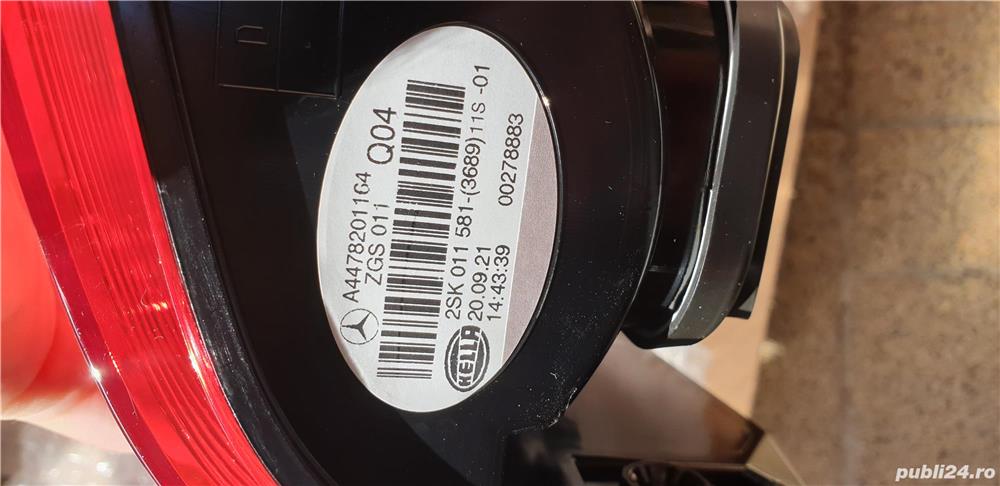 D
A4478201164
ZGS 011
Q04
2SK 011 581-(3689)11S -01
20.09.21
14:43:39
00278883
HELLA
publi24.ro